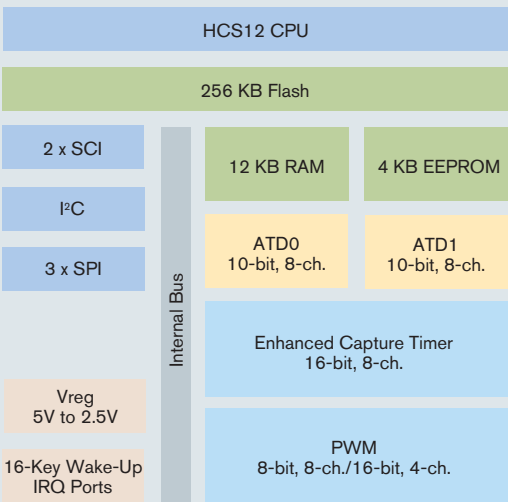 HCS12 CPU
256 KB Flash
2 x SCI
I²C
3 x SPI
Vreg
5V to 2.5V
16-Key Wake-Up
IRQ Ports
Internal Bus
12 KB RAM
4 KB EEPROM
ATD0
10-bit, 8-ch.
ATD1
10-bit, 8-ch.
Enhanced Capture Timer
16-bit, 8-ch.
PWM
8-bit, 8-ch./16-bit, 4-ch.